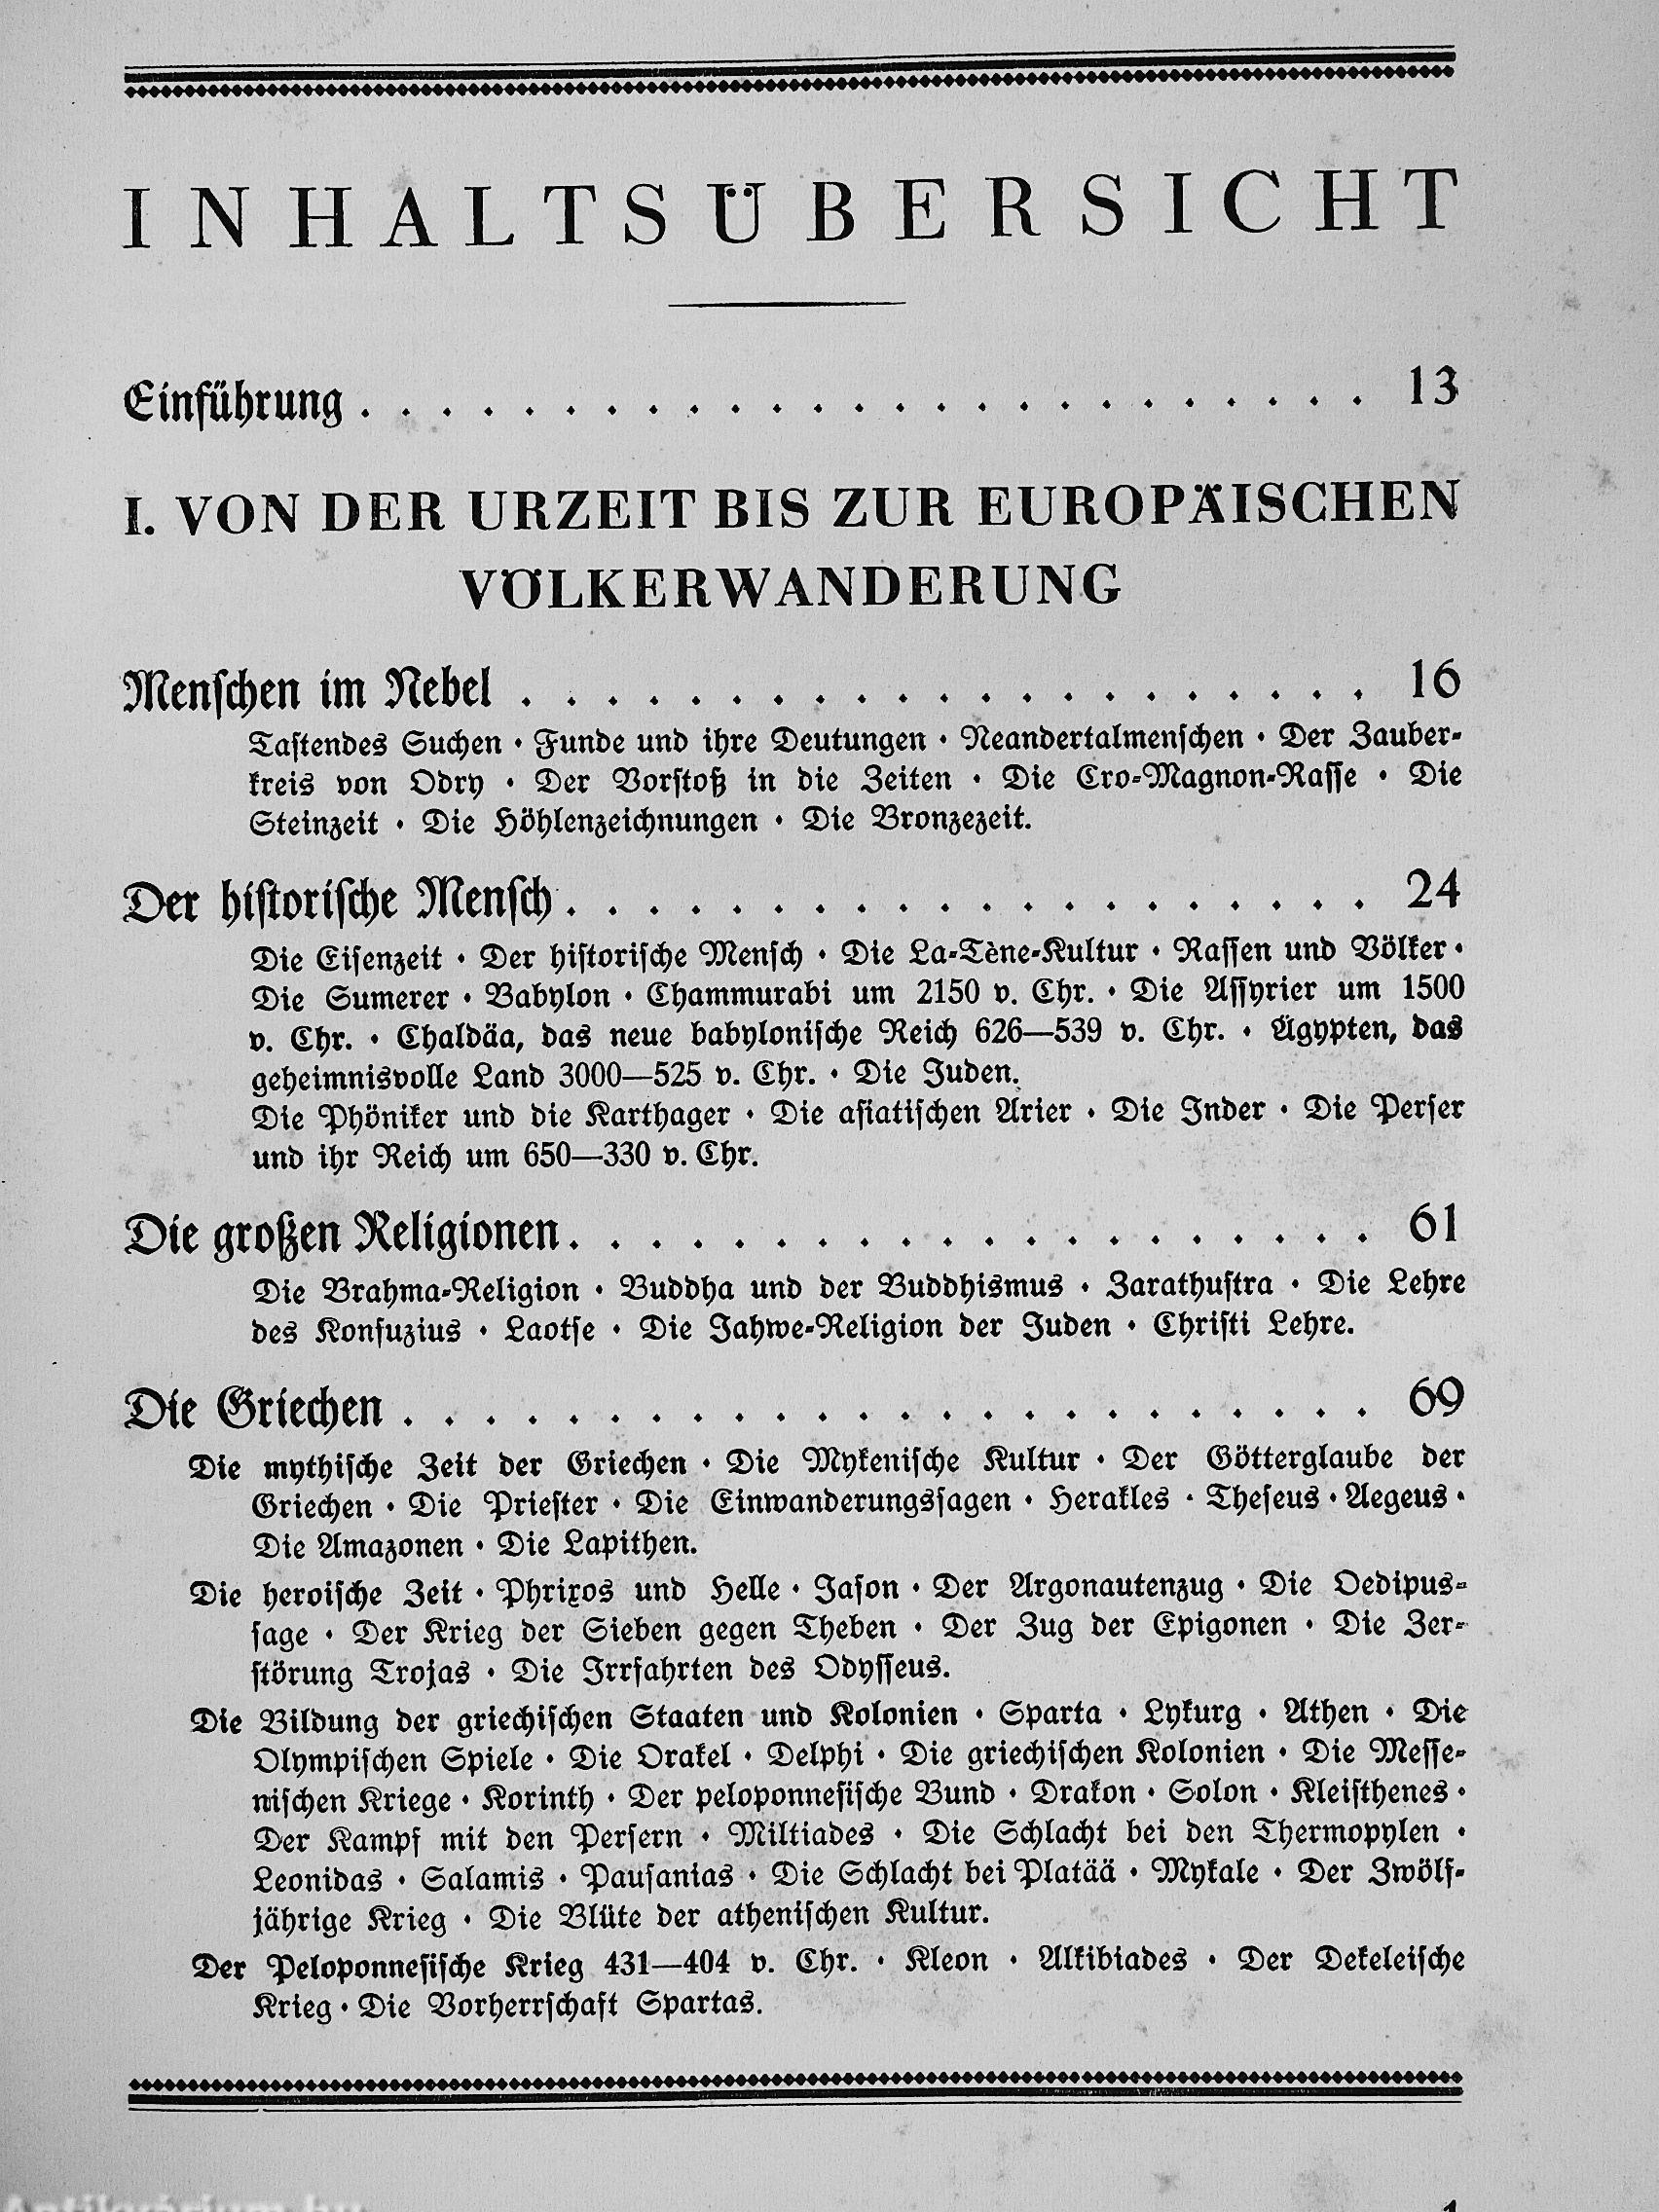 INHALTSÜBERSICHT
Einführung . . . . . . . . . . . . . . . . . . . . . . . . . 13
I. VON DER URZEIT BIS ZUR EUROPÄISCHEN
VÖLKERWANDERUNG
Menschen im Nebel . . . . . . . . . . . . . . . . . . . . . 16
Tastendes Suchen · Funde und ihre Deutungen · Neandertalmenschen · Der Zauber-
kreis von Odry · Der Vorstoß in die Zeiten · Die Cro-Magnon-Rasse · Die
Steinzeit · Die Höhlenzeichnungen · Die Bronzezeit.
Der historische Mensch . . . . . . . . . . . . . . . . . . . . 24
Die Eisenzeit · Der historische Mensch · Die La-Tène-Kultur · Rassen und Völker ·
Die Sumerer · Babylon · Chammurabi um 2150 v. Chr. · Die Assyrier um 1500
v. Chr. · Chaldäa, das neue babylonische Reich 626—539 v. Chr. · Ägypten, das
geheimnisvolle Land 3000—525 v. Chr. · Die Juden.
Die Phöniker und die Karthager · Die asiatischen Arier · Die Inder · Die Perser
und ihr Reich um 650—330 v. Chr.
Die großen Religionen . . . . . . . . . . . . . . . . . . . . 61
Die Brahma-Religion · Buddha und der Buddhismus · Zarathustra · Die Lehre
des Konfuzius · Laotse · Die Jahwe-Religion der Juden · Christi Lehre.
Die Griechen . . . . . . . . . . . . . . . . . . . . . . . . 69
Die mythische Zeit der Griechen · Die Mykenische Kultur · Der Götterglaube der
Griechen · Die Priester · Die Einwanderungssagen · Herakles · Theseus · Aegeus ·
Die Amazonen · Die Lapithen.
Die heroische Zeit · Phrixos und Helle · Jason · Der Argonautenzug · Die Oedipus-
sage · Der Krieg der Sieben gegen Theben · Der Zug der Epigonen · Die Zer-
störung Trojas · Die Irrfahrten des Odysseus.
Die Bildung der griechischen Staaten und Kolonien · Sparta · Lykurg · Athen · Die
Olympischen Spiele · Die Orakel · Delphi · Die griechischen Kolonien · Die Messe-
nischen Kriege · Korinth · Der peloponnesische Bund · Drakon · Solon · Kleisthenes ·
Der Kampf mit den Persern · Miltiades · Die Schlacht bei den Thermopylen ·
Leonidas · Salamis · Pausanias · Die Schlacht bei Platää · Mykale · Der Zwölf-
jährige Krieg · Die Blüte der athenischen Kultur.
Der Peloponnesische Krieg 431—404 v. Chr. · Kleon · Alkibiades · Der Dekeleische
Krieg · Die Vorherrschaft Spartas.